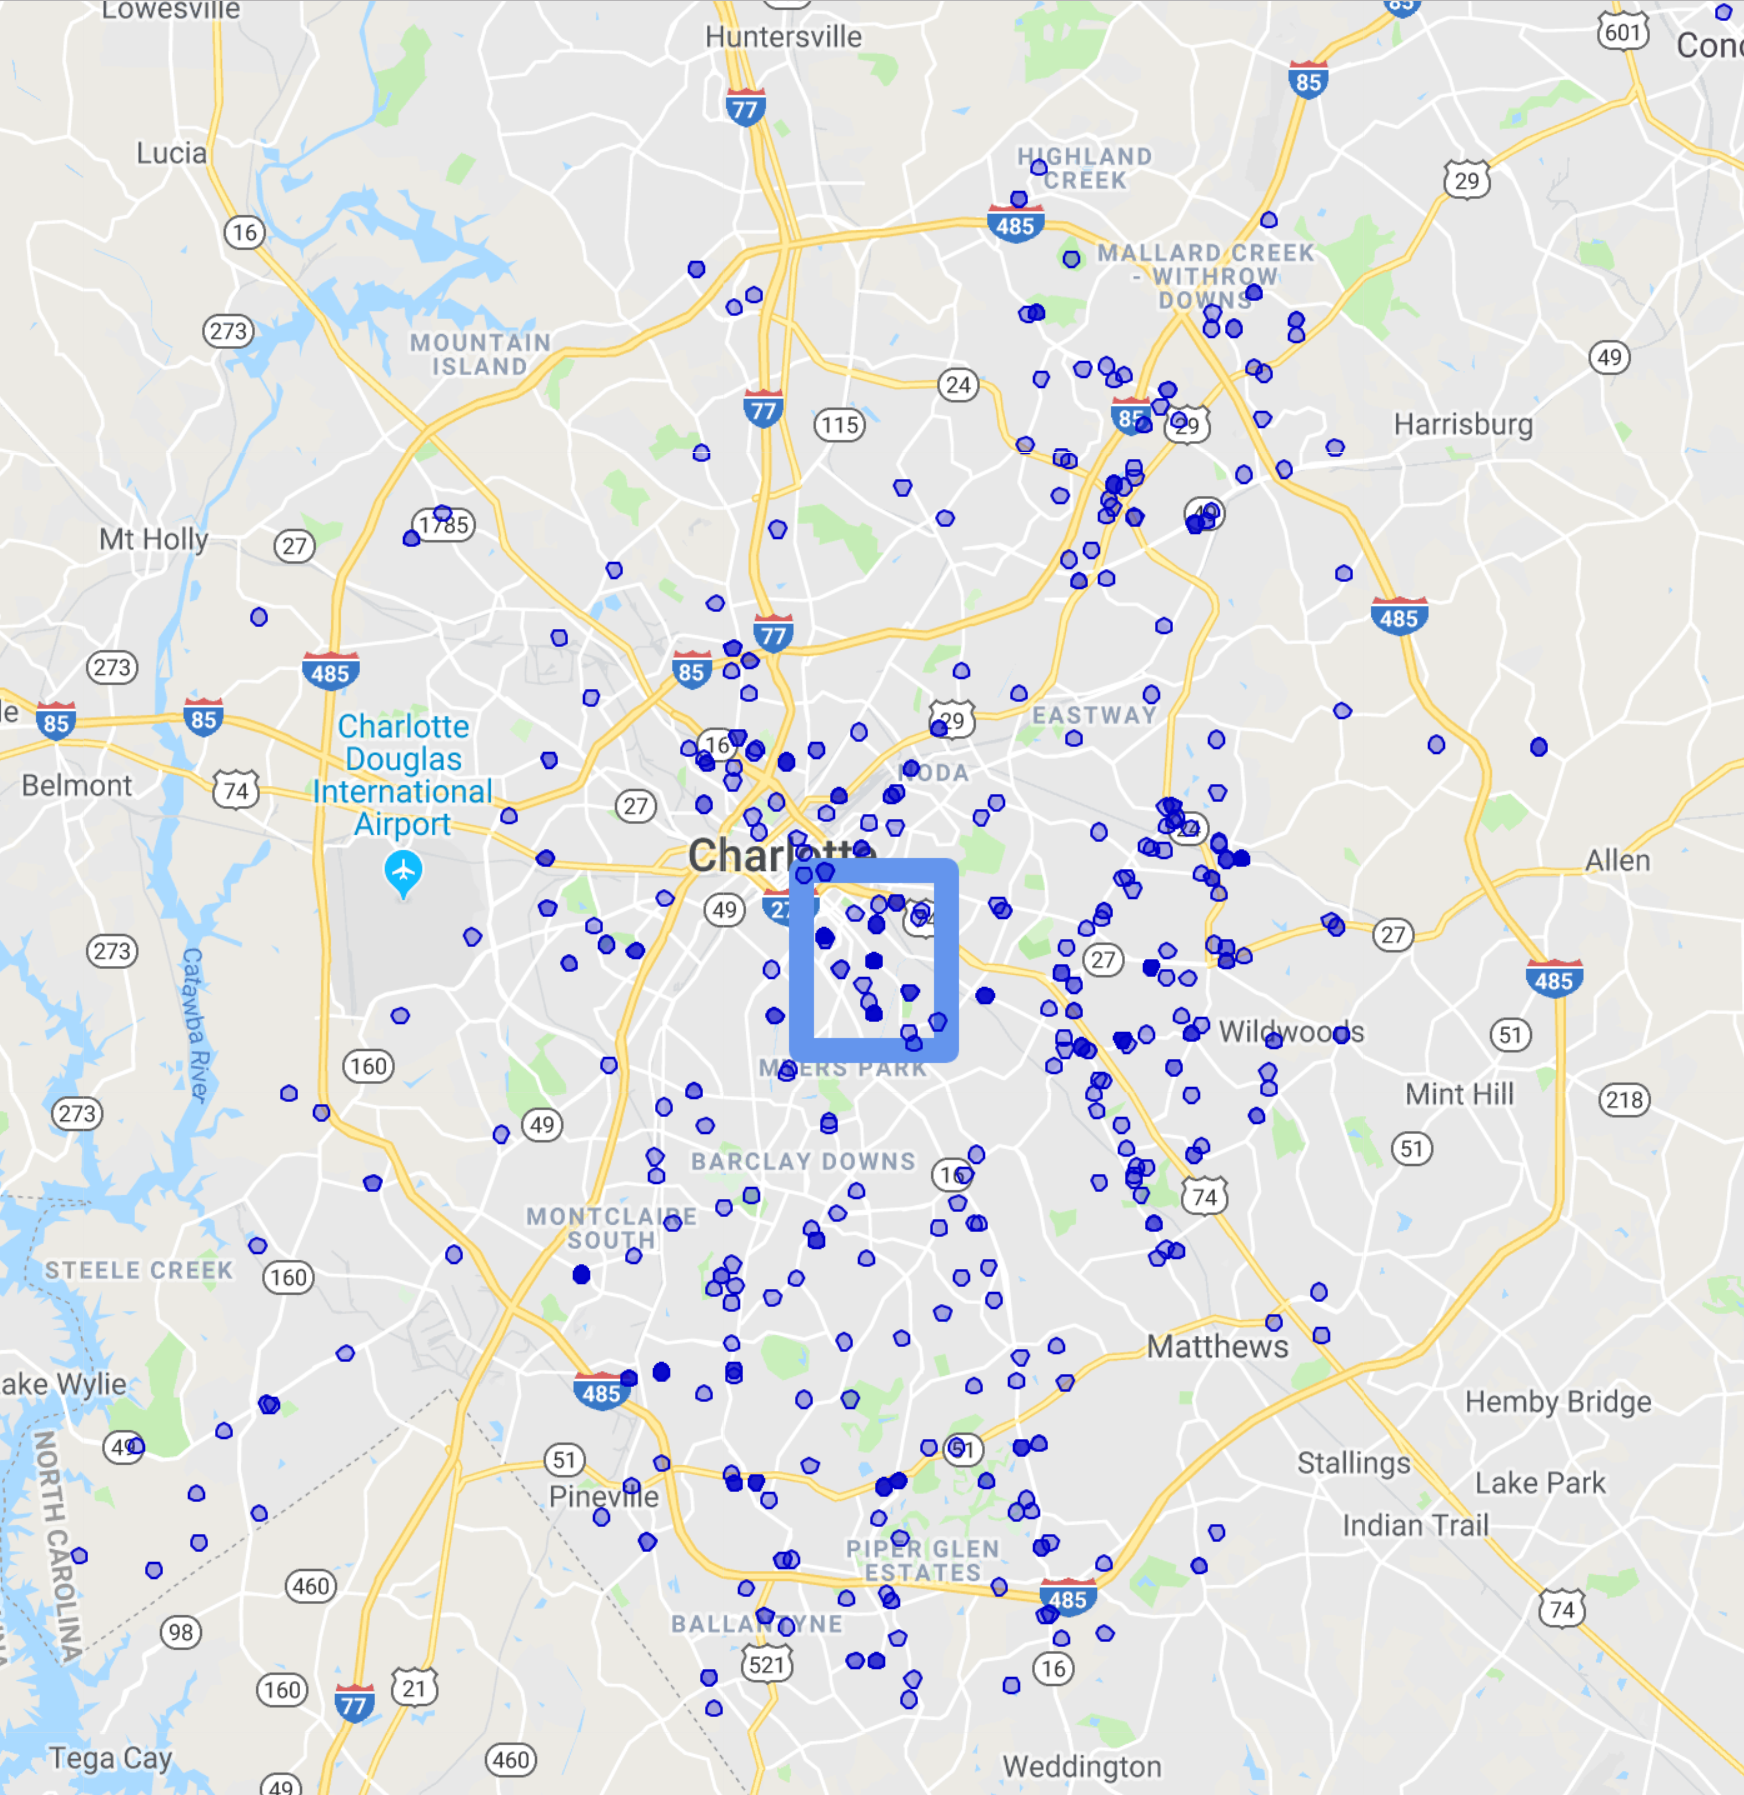 Lowesville
Huntersville
85
601
Conc
77
85
Lucia
HIGHLAND
CREEK
29
16
485
MALLARD CREEK
- WITHROW
DOWNS
273
MOUNTAIN
ISLAND
49
24
77
115
85
29
Harrisburg
1785
49
Mt Holly
27
485
77
273
485
85
85
85
29
EASTWAY
Charlotte
Douglas
International
Airport
16
NODA
Belmont
74
27
24
Charlotte
Allen
49
27
74
27
273
27
485
Catawba River
Wildwoods
51
160
MYERS PARK
Mint Hill
218
273
49
51
BARCLAY DOWNS
16
74
MONTCLAIRE
SOUTH
STEELE CREEK
160
Matthews
ake Wylie
485
Hemby Bridge
49
51
51
Stallings
Lake Park
Pineville
Indian Trail
NORTH CAROLINA
PIPER GLEN
ESTATES
460
485
74
98
BALLANTYNE
521
16
160
21
77
Tega Cay
460
Weddington
49